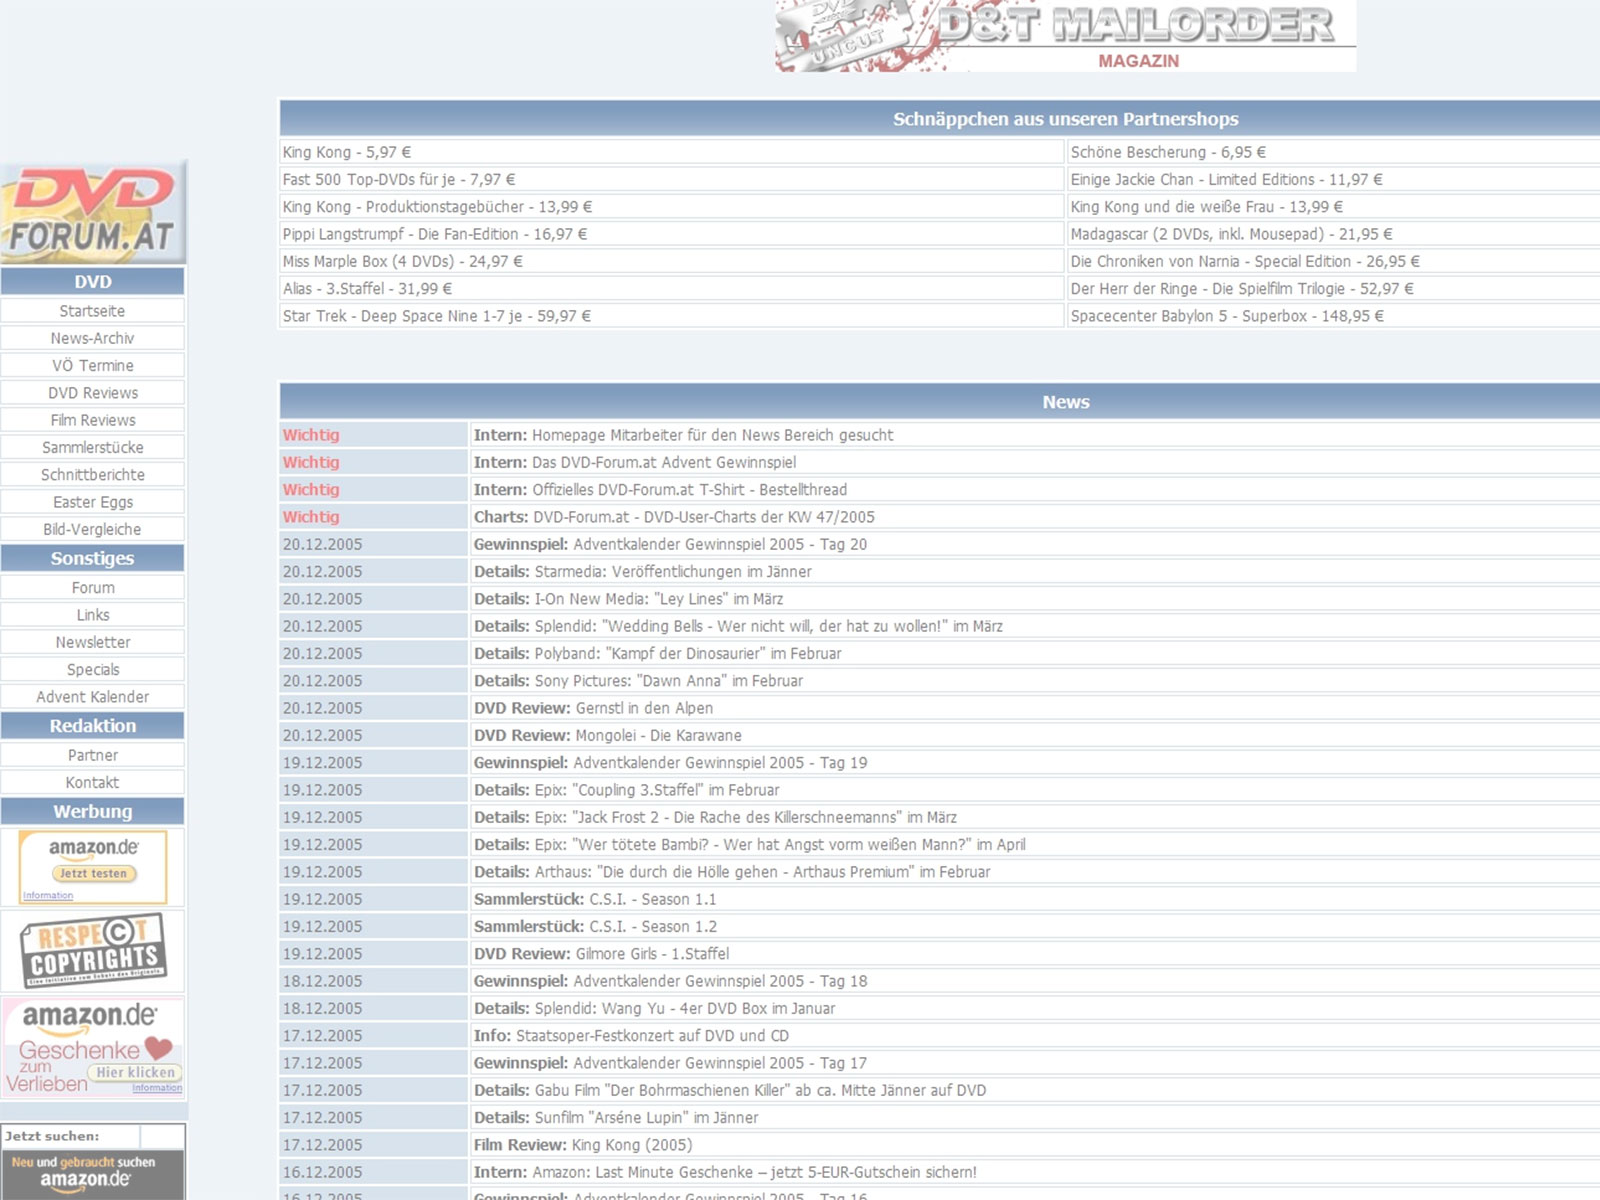 DVD
UNCUT
D&T MAILORDER
MAGAZIN
Schnäppchen aus unseren Partnershops
King Kong - 5,97 €
Schöne Bescherung - 6,95 €
Fast 500 Top-DVDs für je - 7,97 €
Einige Jackie Chan - Limited Editions - 11,97 €
King Kong - Produktionstagebücher - 13,99 €
King Kong und die weiße Frau - 13,99 €
Pippi Langstrumpf - Die Fan-Edition - 16,97 €
Madagascar (2 DVDs, inkl. Mousepad) - 21,95 €
Miss Marple Box (4 DVDs) - 24,97 €
Die Chroniken von Narnia - Special Edition - 26,95 €
Alias - 3.Staffel - 31,99 €
Der Herr der Ringe - Die Spielfilm Trilogie - 52,97 €
Star Trek - Deep Space Nine 1-7 je - 59,97 €
Spacecenter Babylon 5 - Superbox - 148,95 €
DVD
FORUM.AT
DVD
Startseite
News-Archiv
VÖ Termine
DVD Reviews
Film Reviews
Sammlerstücke
Schnittberichte
Easter Eggs
Bild-Vergleiche
Sonstiges
Forum
Links
Newsletter
Specials
Advent Kalender
Redaktion
Partner
Kontakt
Werbung
amazon.de
Jetzt testen
Information
RESPECT
COPYRIGHTS
Eine Initiative zum Schutz des Originals.
amazon.de
Geschenke
zum
Verlieben
Hier klicken
Information
Jetzt suchen:
Neu und gebraucht suchen
amazon.de
News
Wichtig Intern: Homepage Mitarbeiter für den News Bereich gesucht
Wichtig Intern: Das DVD-Forum.at Advent Gewinnspiel
Wichtig Intern: Offizielles DVD-Forum.at T-Shirt - Bestellthread
Wichtig Charts: DVD-Forum.at - DVD-User-Charts der KW 47/2005
20.12.2005 Gewinnspiel: Adventkalender Gewinnspiel 2005 - Tag 20
20.12.2005 Details: Starmedia: Veröffentlichungen im Jänner
20.12.2005 Details: I-On New Media: "Ley Lines" im März
20.12.2005 Details: Splendid: "Wedding Bells - Wer nicht will, der hat zu wollen!" im März
20.12.2005 Details: Polyband: "Kampf der Dinosaurier" im Februar
20.12.2005 Details: Sony Pictures: "Dawn Anna" im Februar
20.12.2005 DVD Review: Gernstl in den Alpen
20.12.2005 DVD Review: Mongolei - Die Karawane
19.12.2005 Gewinnspiel: Adventkalender Gewinnspiel 2005 - Tag 19
19.12.2005 Details: Epix: "Coupling 3.Staffel" im Februar
19.12.2005 Details: Epix: "Jack Frost 2 - Die Rache des Killerschneemanns" im März
19.12.2005 Details: Epix: "Wer tötete Bambi? - Wer hat Angst vorm weißen Mann?" im April
19.12.2005 Details: Arthaus: "Die durch die Hölle gehen - Arthaus Premium" im Februar
19.12.2005 Sammlerstück: C.S.I. - Season 1.1
19.12.2005 Sammlerstück: C.S.I. - Season 1.2
19.12.2005 DVD Review: Gilmore Girls - 1.Staffel
18.12.2005 Gewinnspiel: Adventkalender Gewinnspiel 2005 - Tag 18
18.12.2005 Details: Splendid: Wang Yu - 4er DVD Box im Januar
17.12.2005 Info: Staatsoper-Festkonzert auf DVD und CD
17.12.2005 Gewinnspiel: Adventkalender Gewinnspiel 2005 - Tag 17
17.12.2005 Details: Gabu Film "Der Bohrmaschienen Killer" ab ca. Mitte Jänner auf DVD
17.12.2005 Details: Sunfilm "Arséne Lupin" im Jänner
17.12.2005 Film Review: King Kong (2005)
16.12.2005 Intern: Amazon: Last Minute Geschenke – jetzt 5-EUR-Gutschein sichern!
16.12.2005 Gewinnspiel: Adventkalender Gewinnspiel 2005 - Tag 16